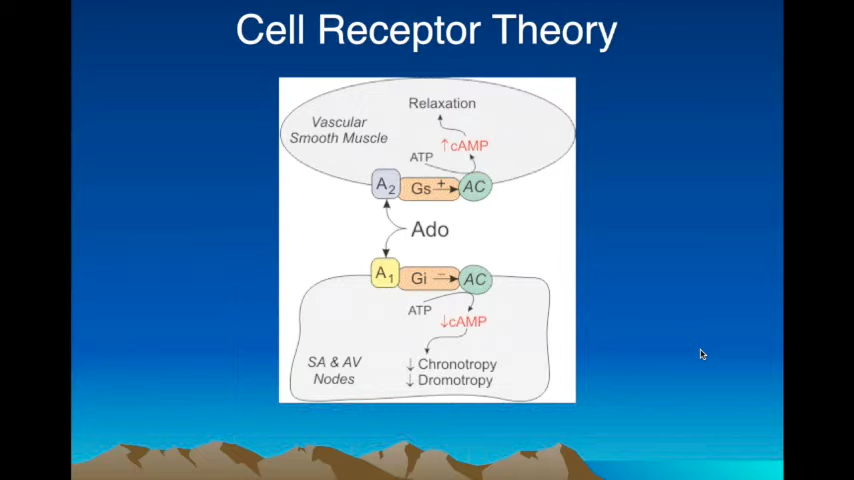 Cell Receptor Theory
Relaxation
Vascular
Smooth Muscle
↑cAMP
ATP
A2
Gs
+
AC
Ado
A1
Gi
−
AC
ATP
↓cAMP
SA & AV
Nodes
↓ Chronotropy
↓ Dromotropy